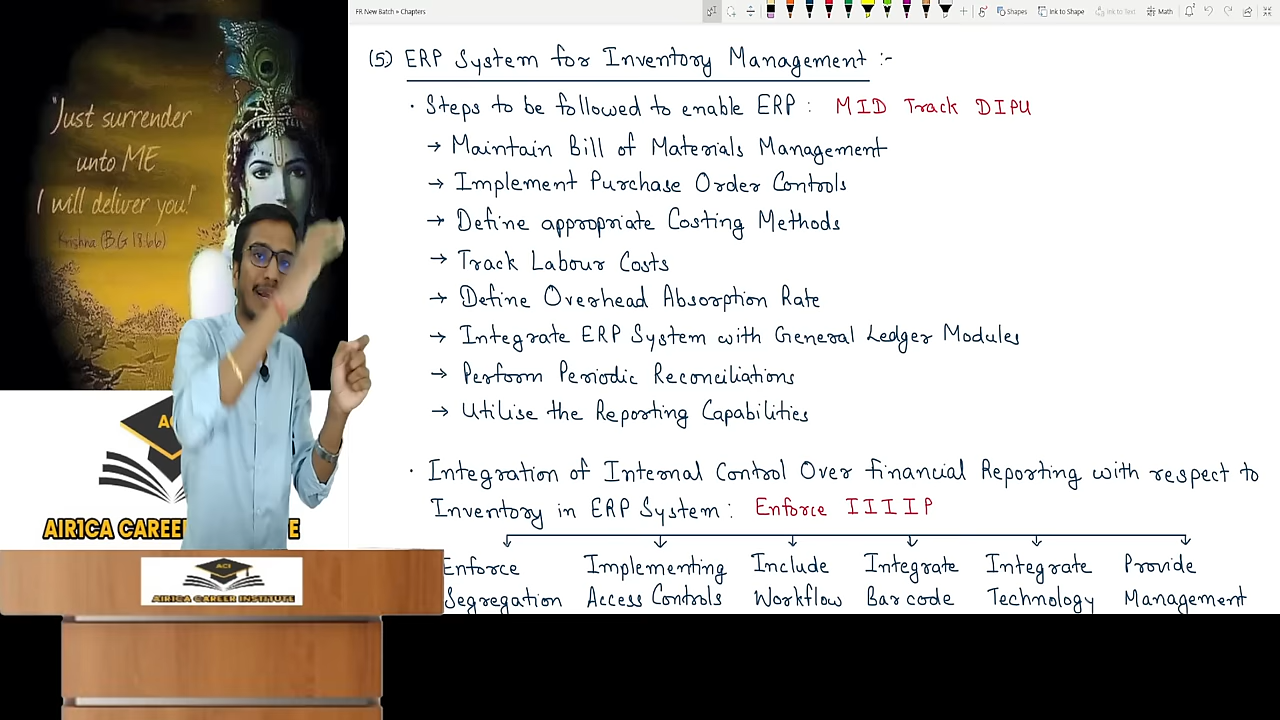 FR New Batch » Chapters
Shapes
Ink to Shape
Ink to Text
Math
"Just surrender
unto ME
I will deliver you!"
Krishna (BG 18:66)
(5) ERP System for Inventory Management :-
· Steps to be followed to enable ERP : MID Track DIPU
→ Maintain Bill of Materials Management
→ Implement Purchase Order Controls
→ Define appropriate Costing Methods
→ Track Labour Costs
→ Define Overhead Absorption Rate
→ Integrate ERP System with General Ledger Modules
→ Perform Periodic Reconciliations
→ Utilise the Reporting Capabilities
· Integration of Internal Control Over Financial Reporting with respect to
Inventory in ERP System : Enforce IIIIP
Enforce Implementing Include Integrate Integrate Provide
Segregation Access Controls Workflow Bar code Technology Management
AIR1CA CAREER
ACI
AIR1CA CAREER INSTITUTE